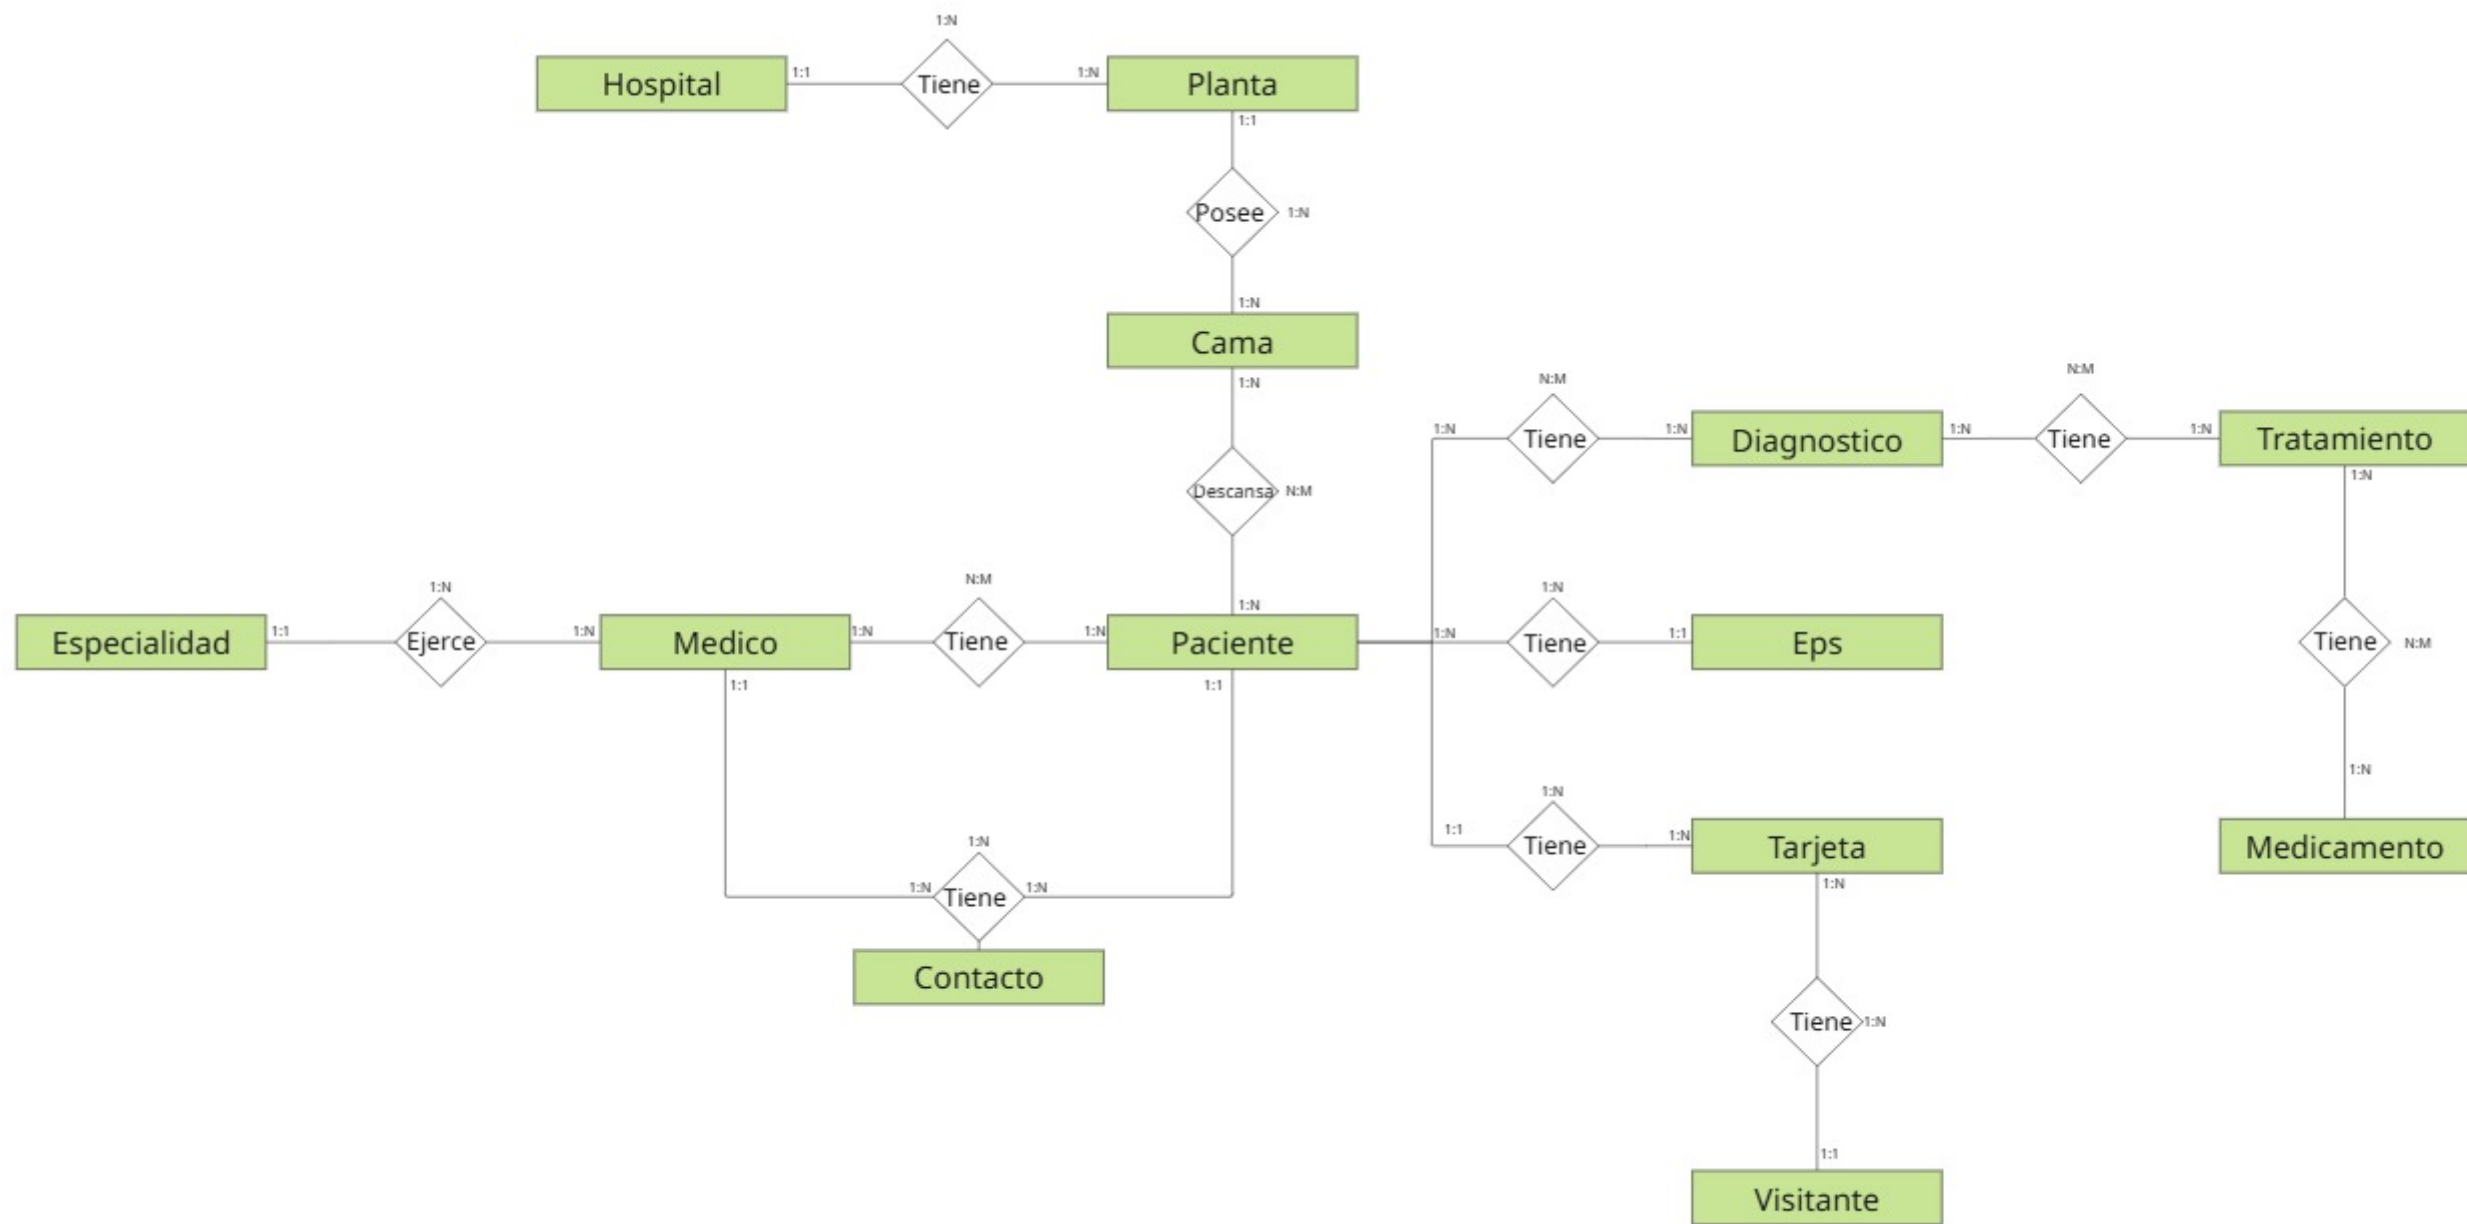 1:N
Hospital
1:1
Tiene
1:N
Planta
1:1
Posee
1:N
1:N
Cama
1:N
Descansa
N:M
1:N
N:M
1:N
Tiene
1:N
Diagnostico
1:N
N:M
Tiene
1:N
Tratamiento
1:N
Especialidad
1:1
1:N
Ejerce
1:N
Medico
1:N
N:M
Tiene
1:N
Paciente
1:N
1:N
Tiene
1:1
Eps
Tiene
N:M
1:N
Medicamento
1:1
1:1
1:N
1:N
Tiene
1:N
Contacto
1:1
1:N
Tiene
1:N
Tarjeta
1:N
Tiene
1:N
1:1
Visitante